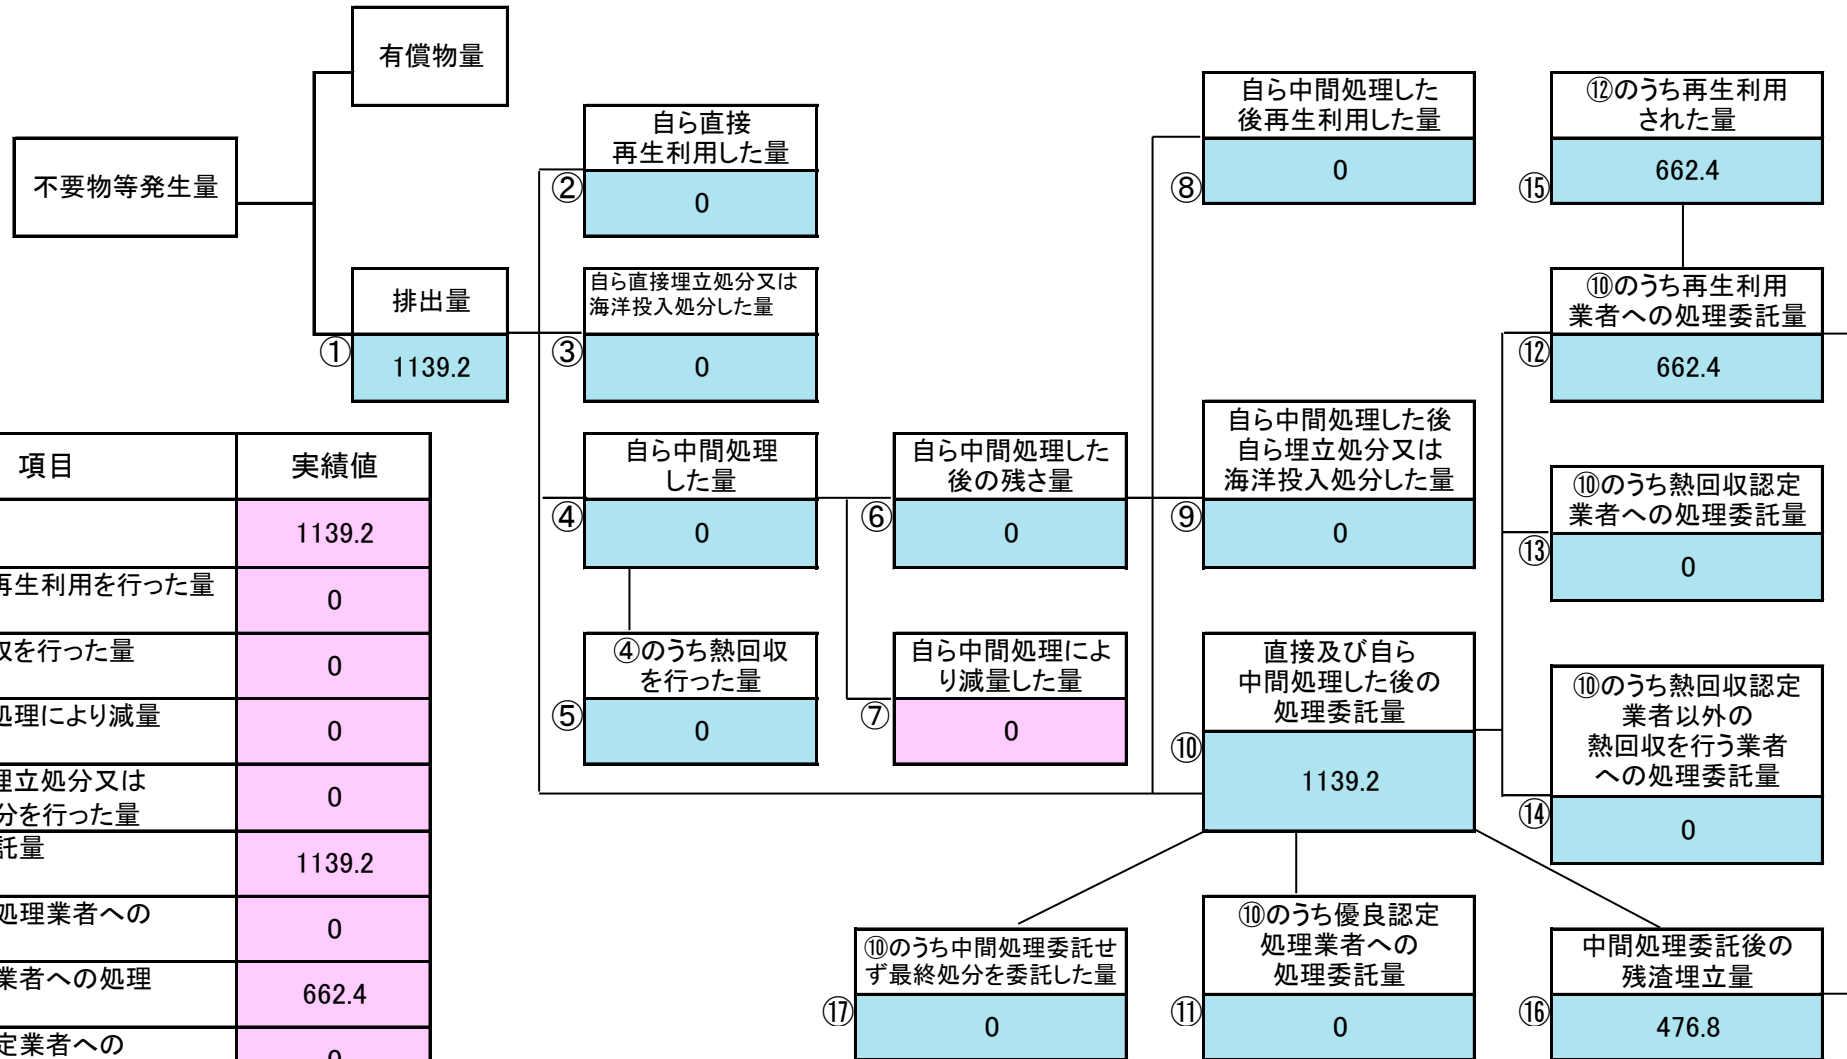 有償物量
不要物等発生量
排出量
①
1139.2
自ら直接
再生利用した量
②
0
自ら直接埋立処分又は
海洋投入処分した量
③
0
自ら中間処理
した量
④
0
④のうち熱回収
を行った量
⑤
0
自ら中間処理した
後の残さ量
⑥
0
自ら中間処理によ
り減量した量
⑦
0
自ら中間処理した
後再生利用した量
⑧
0
自ら中間処理した後
自ら埋立処分又は
海洋投入処分した量
⑨
0
直接及び自ら
中間処理した後の
処理委託量
⑩
1139.2
⑫のうち再生利用
された量
⑮
662.4
⑩のうち再生利用
業者への処理委託量
⑫
662.4
⑩のうち熱回収認定
業者への処理委託量
⑬
0
⑩のうち熱回収認定
業者以外の
熱回収を行う業者
への処理委託量
⑭
0
⑩のうち中間処理委託せ
ず最終処分を委託した量
⑰
0
⑩のうち優良認定
処理業者への
処理委託量
⑪
0
中間処理委託後の
残渣埋立量
⑯
476.8
項目 実績値
1139.2
再生利用を行った量
0
を行った量
0
処理により減量
0
埋立処分又は
分を行った量
0
託量
1139.2
処理業者への
0
業者への処理
662.4
定業者への
0